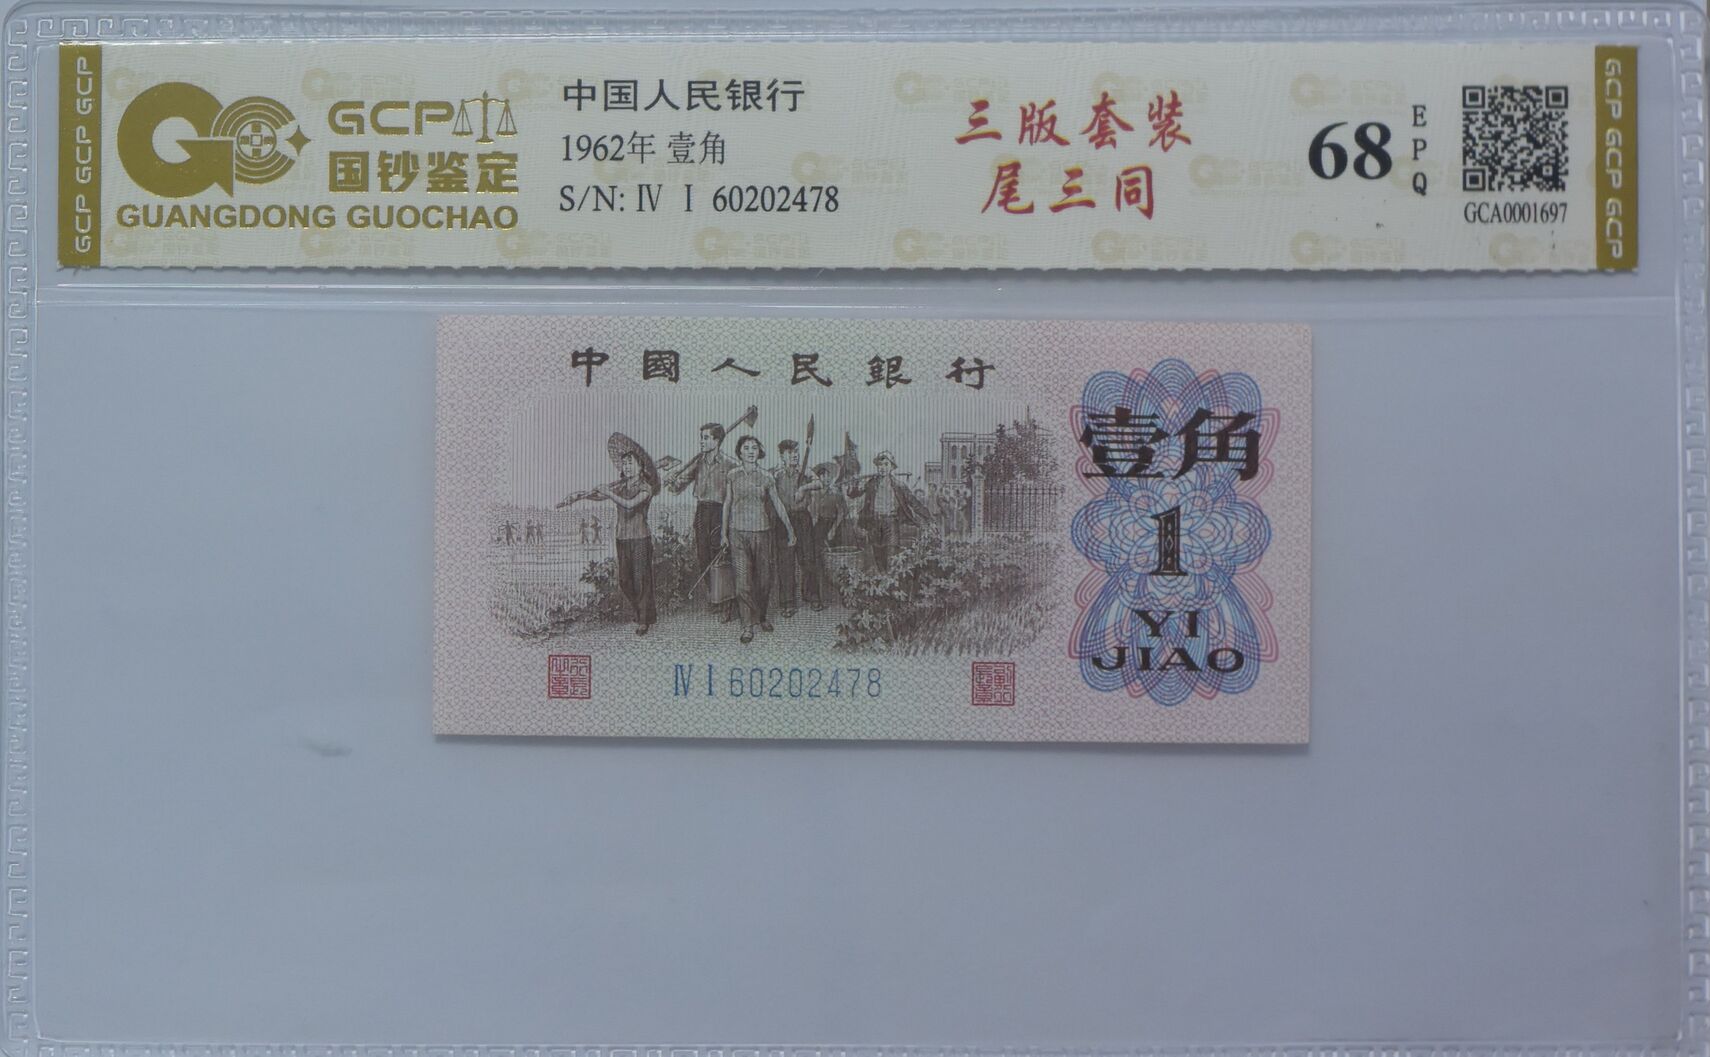 GCP GCP GCP
GCP
国钞鉴定
GUANGDONG GUOCHAO
中国人民银行
1962年 壹角
S/N: Ⅳ Ⅰ 60202478
三版套装
尾三同
68
EPQ
GCA0001697
GCP GCP GCP
中國人民銀行
壹角
1
YI
JIAO
Ⅳ Ⅰ 60202478